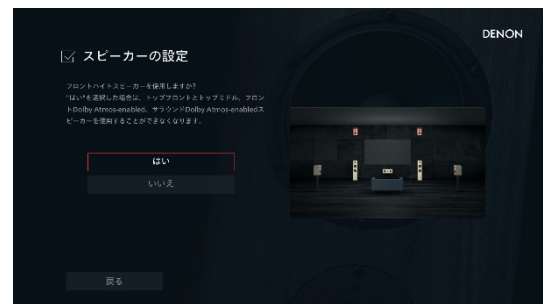 DENON
スピーカーの設定
フロントハイトスピーカーを使用しますか?
"はい"を選択した場合は、トップフロントとトップミドル、フロン
トDolby Atmos-enabled、サラウンドDolby Atmos-enabledス
ピーカーを使用することができなくなります。
はい
いいえ
戻る